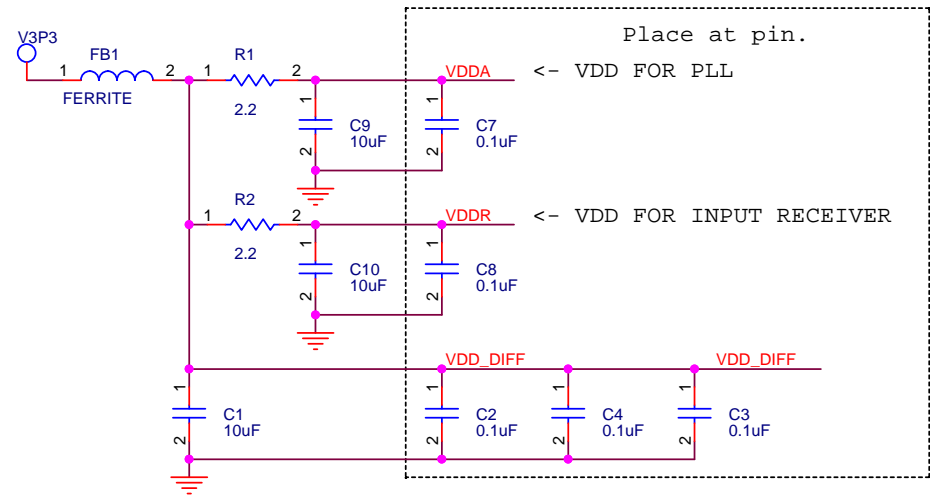 Place at pin.
V3P3
FB1
R1
1 2 1 2 VDDA <- VDD FOR PLL
FERRITE
2.2
1 1
C9 C7
10uF 0.1uF
2 2
R2
1 2 VDDR <- VDD FOR INPUT RECEIVER
2.2
1 1
C10 C8
10uF 0.1uF
2 2
VDD_DIFF VDD_DIFF
1 1 1 1
C1 C2 C4 C3
10uF 0.1uF 0.1uF 0.1uF
2 2 2 2